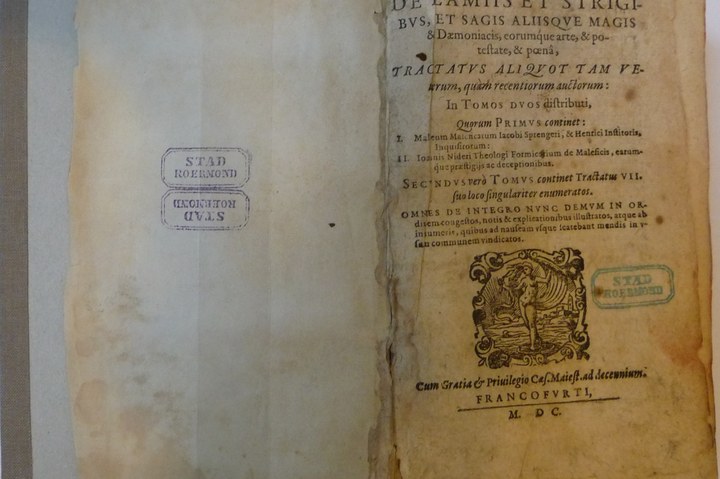 STAD
ROERMOND
STAD
ROERMOND
DE LAMIIS ET STRIGI-
BVS, ET SAGIS ALIISQVE MAGIS
& Dæmoniacis, eorumque arte, & po-
testate, & pœnâ,
TRACTATVS ALIQVOT TAM VE-
terum, quàm recentiorum auctorum:
In TOMOS DVOS distributi,
Quorum PRIMVS continet:
I. Malleum Maleficarum Iacobi Sprengeri, & Henrici Institoris,
Inquisitorum:
II. Ioannis Nideri Theologi Formicarium de Maleficis, earum-
que præstigiis ac deceptionibus.
SECVNDVS verò TOMVS continet Tractatus VII.
suo loco singulariter enumeratos.
OMNES DE INTEGRO NVNC DEMVM IN OR-
dinem congestos, notis & explicationibus illustratos, atque ab
innumeris, quibus ad nauseam vsque scatebant mendis in v-
sum communem vindicatos.
STAD
ROERMOND
Cum Gratia & Priuilegio Cæs. Maiest. ad decennium.
FRANCOFVRTI,
M. DC.